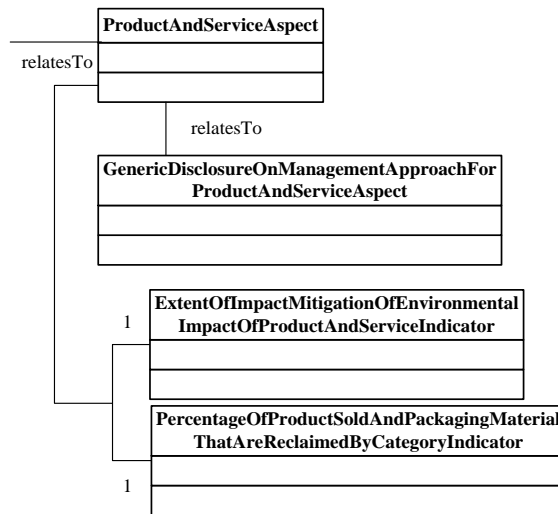 ProductAndServiceAspect
relatesTo
relatesTo
GenericDisclosureOnManagementApproachFor
ProductAndServiceAspect
1
ExtentOfImpactMitigationOfEnvironmental
ImpactOfProductAndServiceIndicator
PercentageOfProductSoldAndPackagingMaterial
ThatAreReclaimedByCategoryIndicator
1